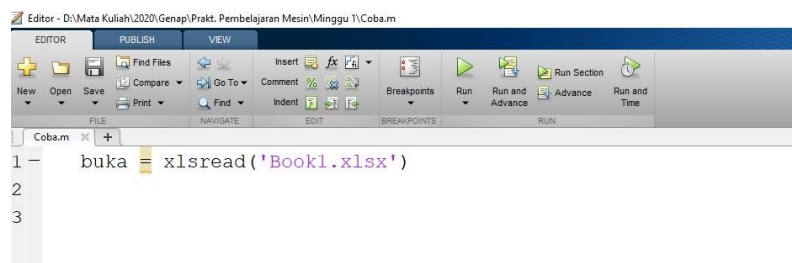 Editor - D:\Mata Kuliah\2020\Genap\Prakt. Pembelajaran Mesin\Minggu 1\Coba.m
EDITOR PUBLISH VIEW
New Open Save Find Files Compare Print
Go To Find
Insert fx
Comment %
Indent
Breakpoints
Run Run and Advance Run Section Advance Run and Time
FILE NAVIGATE EDIT BREAKPOINTS RUN
Coba.m × +
1 – buka = xlsread('Book1.xlsx')
2
3